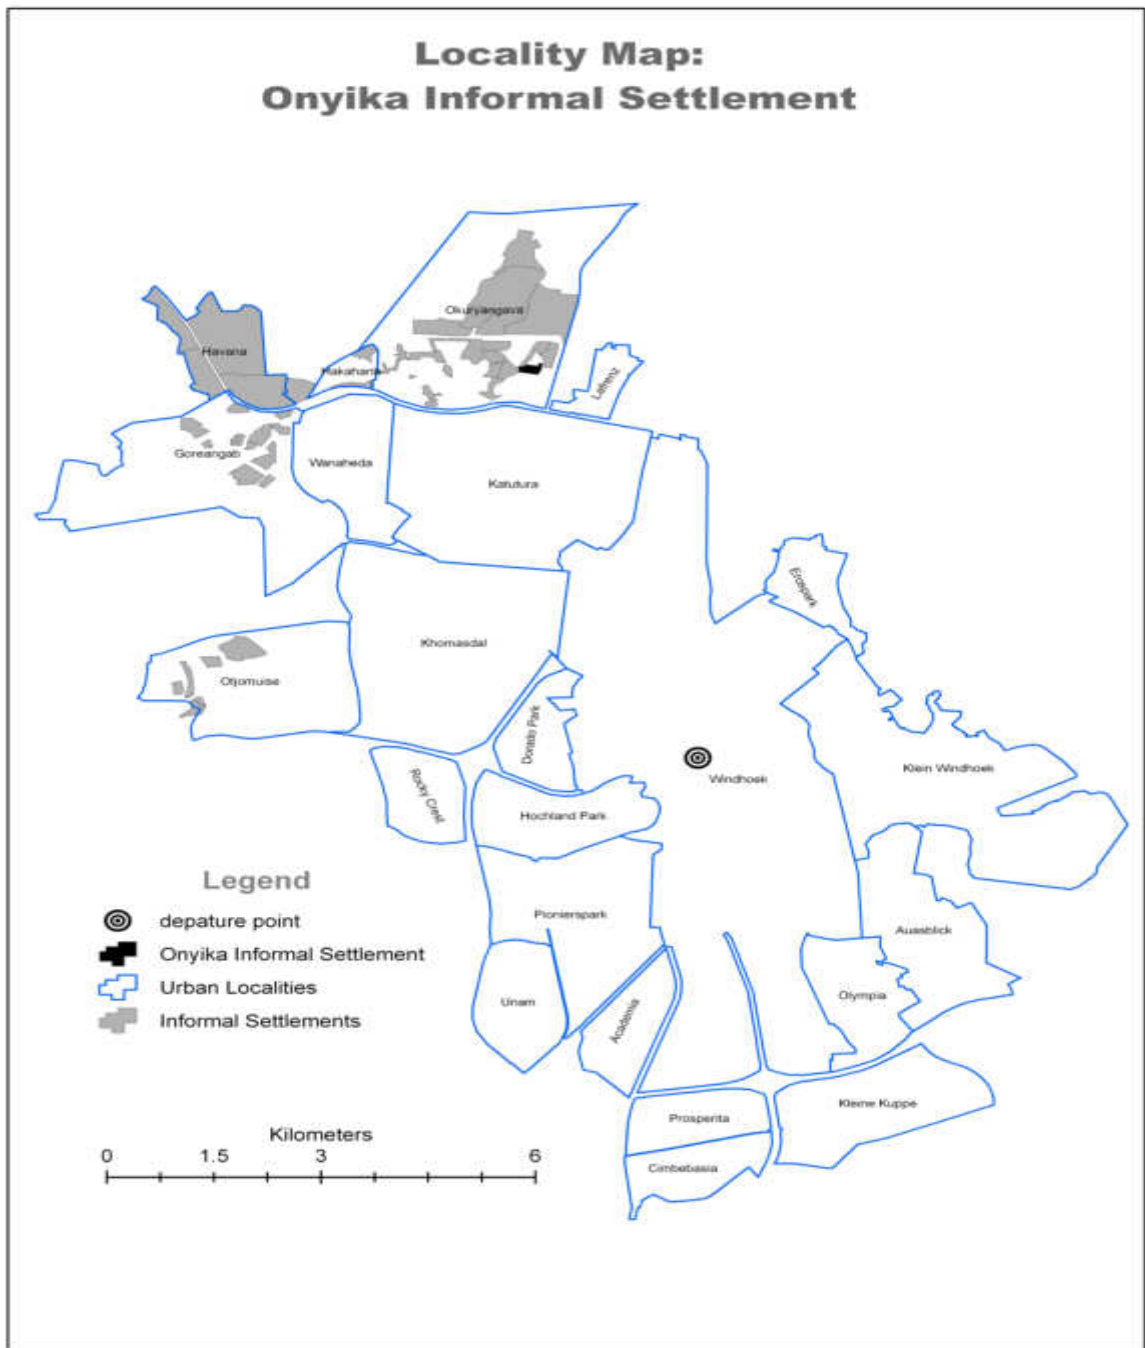 Locality Map:
Onyika Informal Settlement
Okuryangava
Havana
Hakahana
Lafrenz
Goreangab
Wanaheda
Katutura
Erospark
Khomasdal
Otjomuise
Dorado Park
Windhoek
Klein Windhoek
Rocky Crest
Hochland Park
Legend
depature point
Onyika Informal Settlement
Urban Localities
Informal Settlements
Pionierspark
Auasblick
Unam
Academia
Olympia
Prosperita
Kleine Kuppe
Cimbebasia
Kilometers
0 1.5 3 6